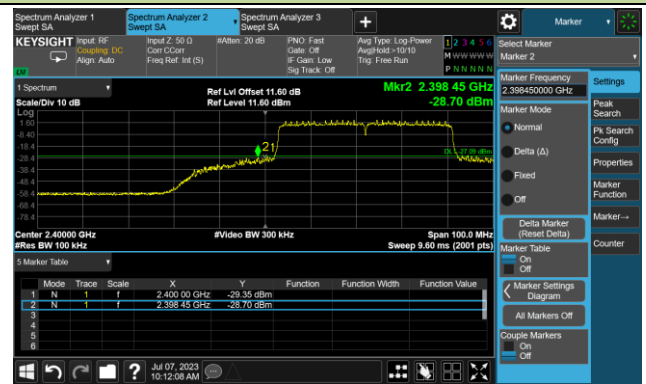 Spectrum Analyzer 1
Swept SA
Spectrum Analyzer 2
Swept SA
Spectrum Analyzer 3
Swept SA
+
Marker
KEYSIGHT
Input: RF
Coupling: DC
Align: Auto
Input Z: 50 Ω
Corr CCorr
Freq Ref: Int (S)
#Atten: 20 dB
PNO: Fast
Gate: Off
IF Gain: Low
Sig Track: Off
Avg Type: Log-Power
Avg|Hold:>10/10
Trig: Free Run
1 2 3 4 5 6
M W W W W W
P N N N N N
Select Marker
Marker 2
1 Spectrum
Scale/Div 10 dB
Log
Ref Lvl Offset 11.60 dB
Ref Level 11.60 dBm
Mkr2 2.398 45 GHz
-28.70 dBm
1.60
-8.40
-18.4
-28.4
-38.4
-48.4
-58.4
-68.4
-78.4
2
1
DL1 -27.09 dBm
Center 2.40000 GHz
#Res BW 100 kHz
#Video BW 300 kHz
Span 100.0 MHz
Sweep 9.60 ms (2001 pts)
5 Marker Table
Mode Trace Scale X Y Function Function Width Function Value
1 N 1 f 2.400 00 GHz -29.35 dBm
2 N 1 f 2.398 45 GHz -28.70 dBm
3
4
5
6
Marker Frequency
2.398450000 GHz
Marker Mode
Normal
Delta (Δ)
Fixed
Off
Delta Marker
(Reset Delta)
Marker Table
On
Off
Marker Settings
Diagram
All Markers Off
Couple Markers
On
Off
Settings
Peak
Search
Pk Search
Config
Properties
Marker
Function
Marker→
Counter
?
Jul 07, 2023
10:12:08 AM